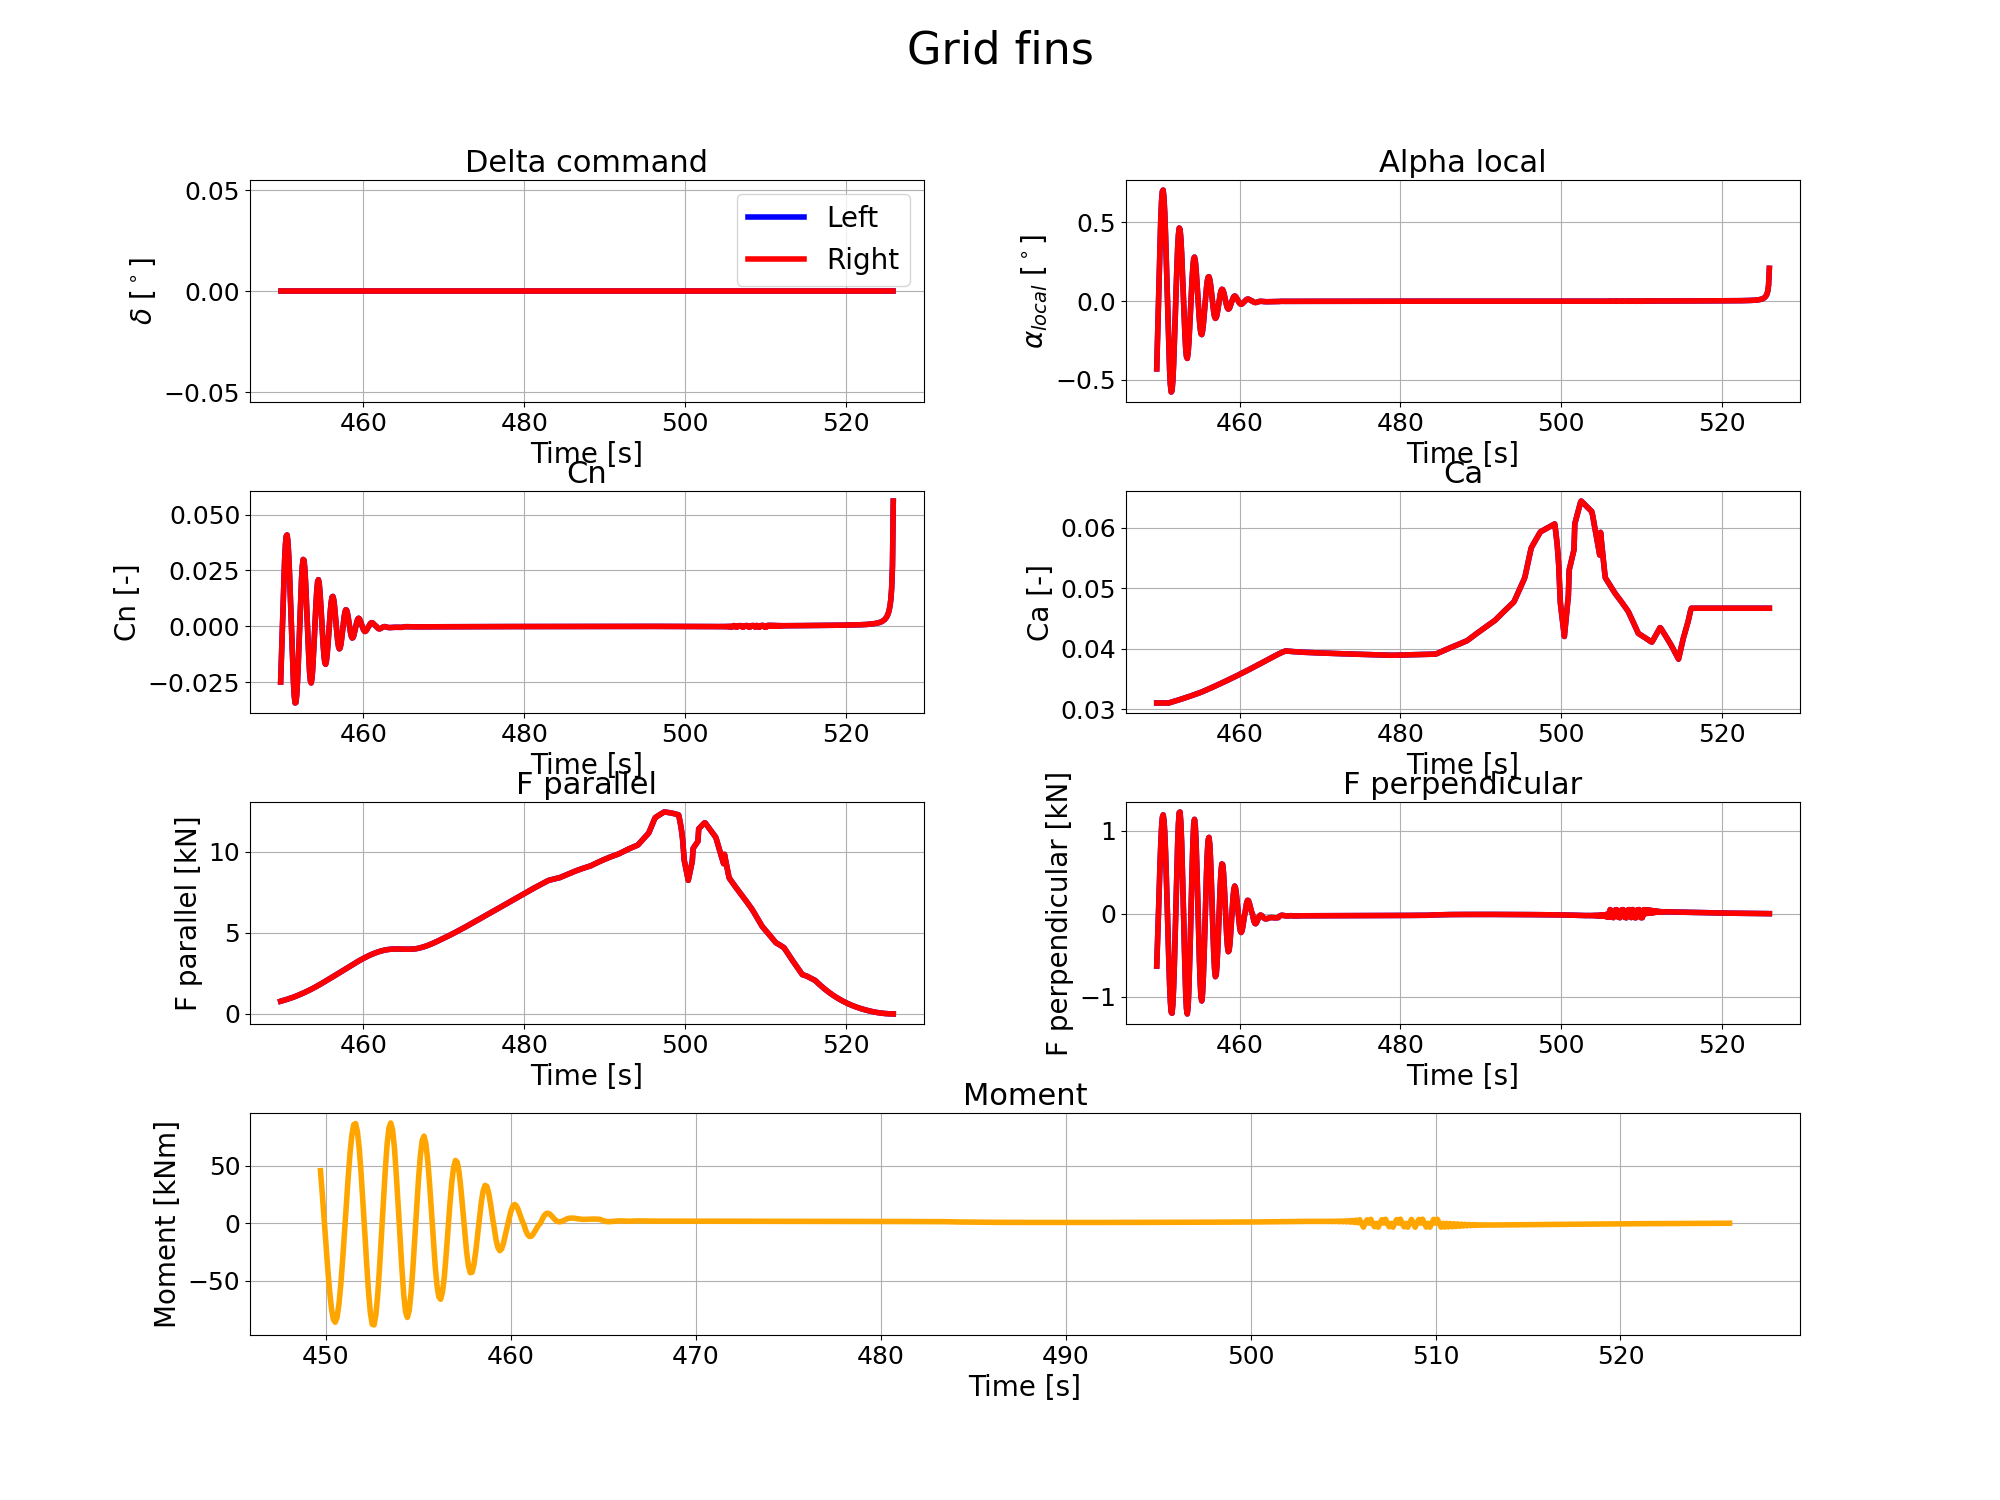 Grid fins
Delta command
Alpha local
0.05
0.00
−0.05
δ [°]
Left
Right
460 480 500 520
Time [s]
0.5
0.0
−0.5
α_local [°]
460 480 500 520
Time [s]
Cn
Ca
0.050
0.025
0.000
−0.025
Cn [-]
460 480 500 520
Time [s]
0.06
0.05
0.04
0.03
Ca [-]
460 480 500 520
Time [s]
F parallel
F perpendicular
10
5
0
F parallel [kN]
460 480 500 520
Time [s]
1
0
−1
F perpendicular [kN]
460 480 500 520
Time [s]
Moment
50
0
−50
Moment [kNm]
450 460 470 480 490 500 510 520
Time [s]